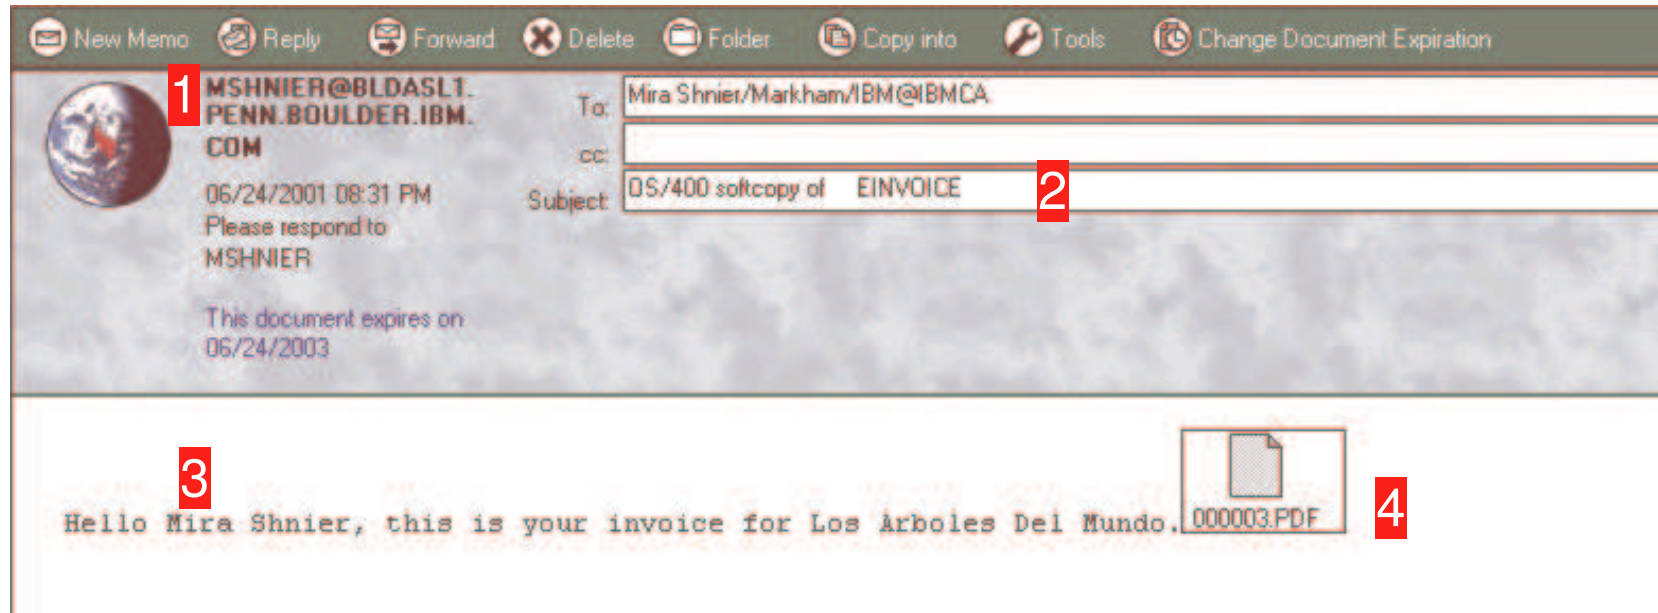 New Memo Reply Forward Delete Folder Copy into Tools Change Document Expiration
1
MSHNIER@BLDASL1.
PENN.BOULDER.IBM.
COM
06/24/2001 08:31 PM
Please respond to
MSHNIER
This document expires on
06/24/2003
To: Mira Shnier/Markham/IBM@IBMCA
cc:
Subject: OS/400 softcopy of EINVOICE
2
3
Hello Mira Shnier, this is your invoice for Los Arboles Del Mundo.
000003.PDF
4